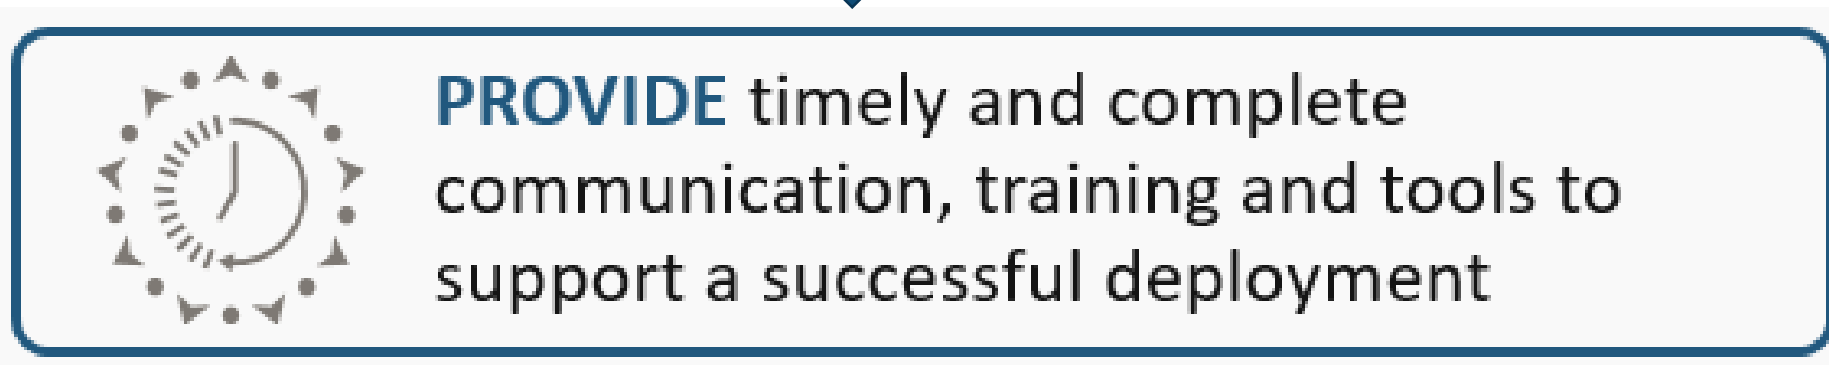 PROVIDE timely and complete
communication, training and tools to
support a successful deployment